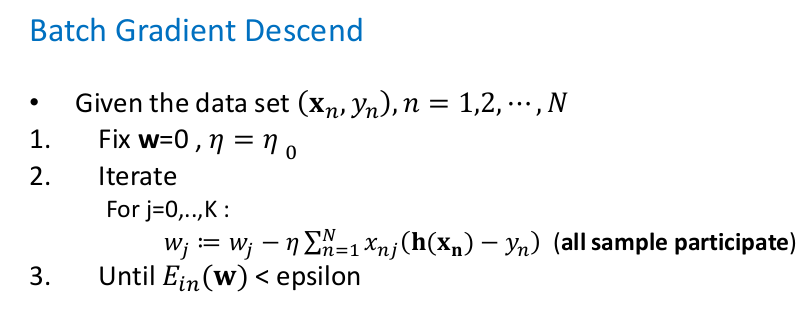 Batch Gradient Descend
• Given the data set (𝐱ₙ, yₙ), n = 1,2, ⋯ , N
1. Fix w=0 , η = η ₀
2. Iterate
For j=0,..,K :
wⱼ ≔ wⱼ − η ∑ₙ₌₁ᴺ xₙⱼ(𝐡(𝐱ₙ) − yₙ) (all sample participate)
3. Until Eᵢₙ(𝐰) < epsilon